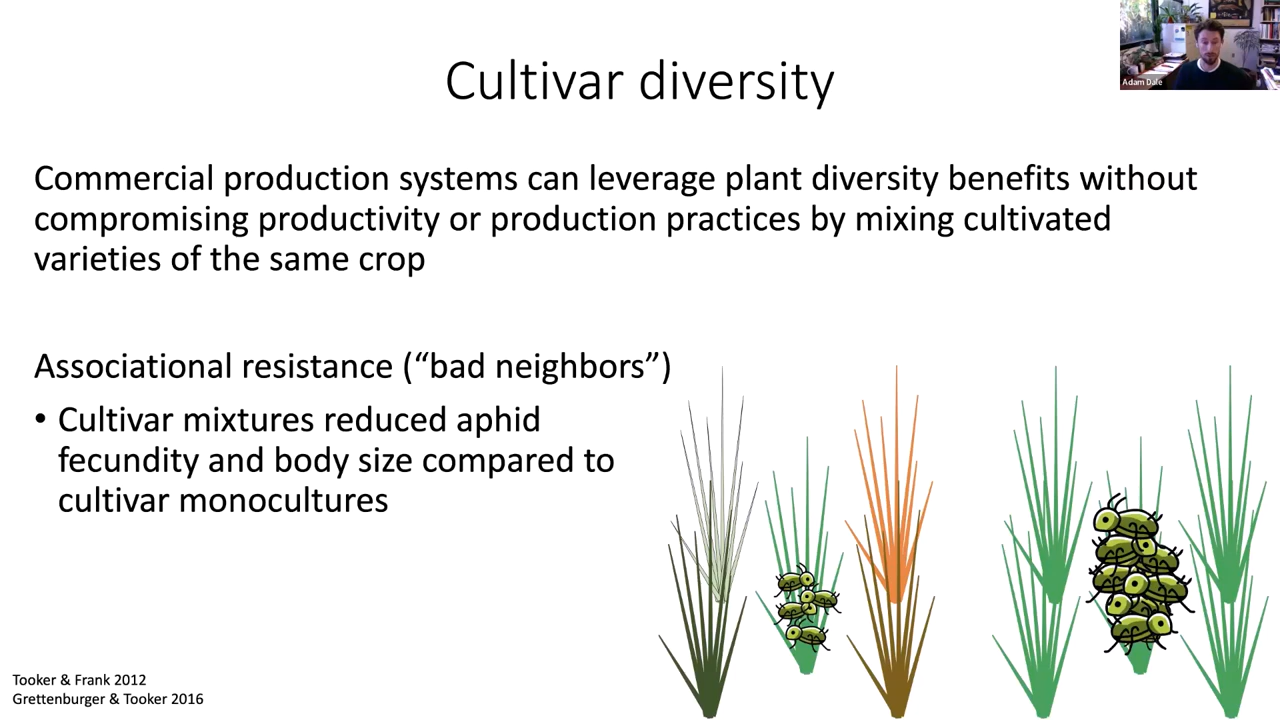 Adam Dale
Cultivar diversity
Commercial production systems can leverage plant diversity benefits without
compromising productivity or production practices by mixing cultivated
varieties of the same crop
Associational resistance (“bad neighbors”)
• Cultivar mixtures reduced aphid
fecundity and body size compared to
cultivar monocultures
Tooker & Frank 2012
Grettenburger & Tooker 2016